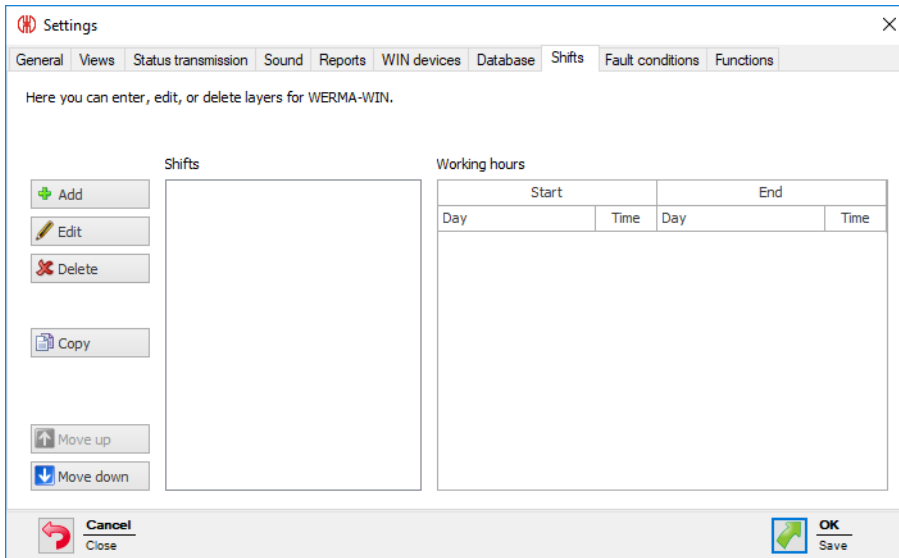 Settings
General Views Status transmission Sound Reports WIN devices Database Shifts Fault conditions Functions
Here you can enter, edit, or delete layers for WERMA-WIN.
Shifts
Working hours
Add
Edit
Delete
Copy
Move up
Move down
Start End
Day Time Day Time
Cancel
Close
OK
Save